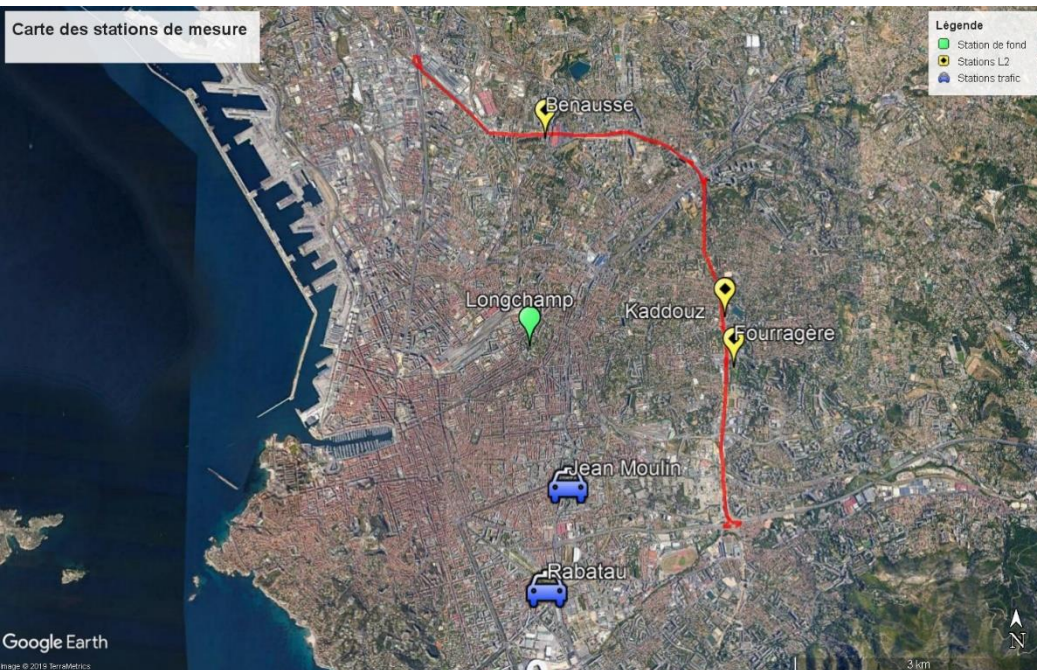 Carte des stations de mesure
Légende
Station de fond
Stations L2
Stations trafic
Benausse
Longchamp
Kaddouz
Fourragère
Jean Moulin
Rabatau
Google Earth
Image © 2019 TerraMetrics
3 km
N